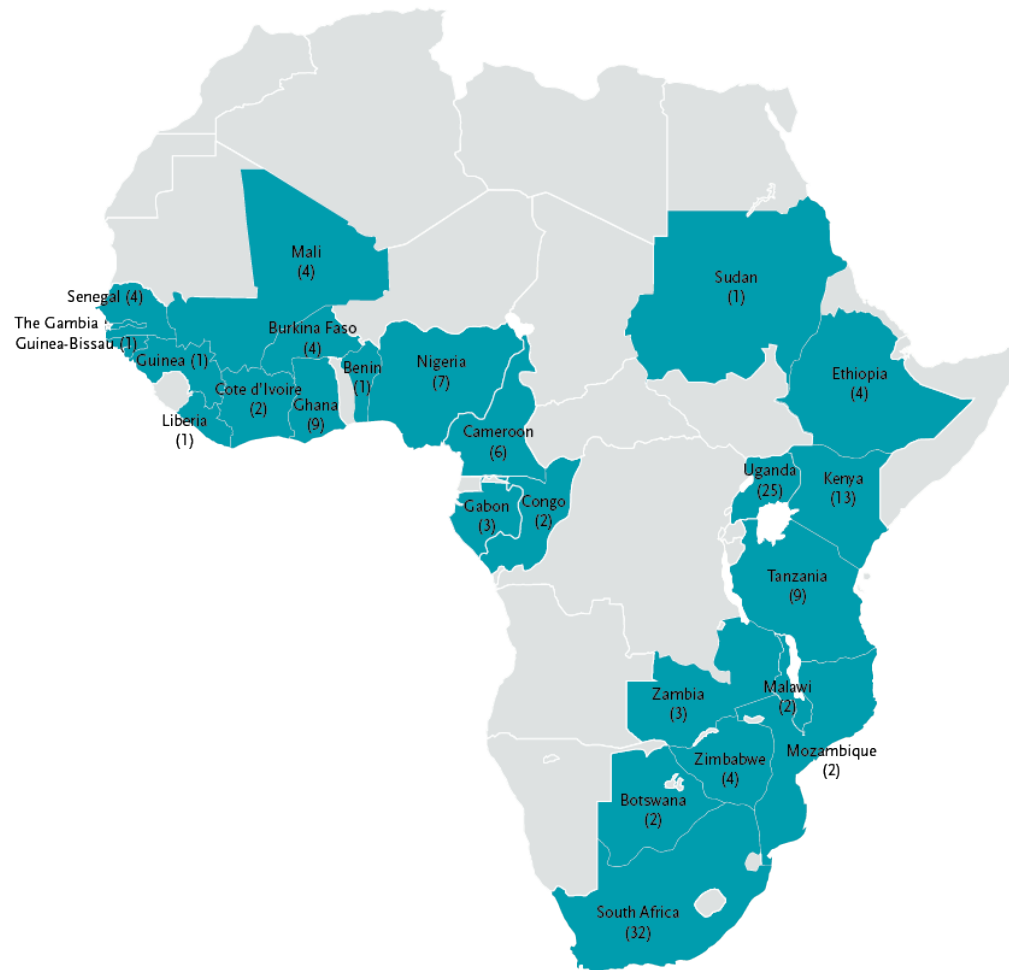 Mali
(4)
Sudan
(1)
Senegal (4)
The Gambia
Guinea-Bissau (1)
Burkina Faso
(4)
Guinea (1)
Benin
(1)
Nigeria
(7)
Ethiopia
(4)
Cote d'Ivoire
(2)
Ghana
(9)
Liberia
(1)
Cameroon
(6)
Uganda
(25)
Kenya
(13)
Gabon
(3)
Congo
(2)
Tanzania
(9)
Zambia
(3)
Malawi
(2)
Mozambique
(2)
Zimbabwe
(4)
Botswana
(2)
South Africa
(32)